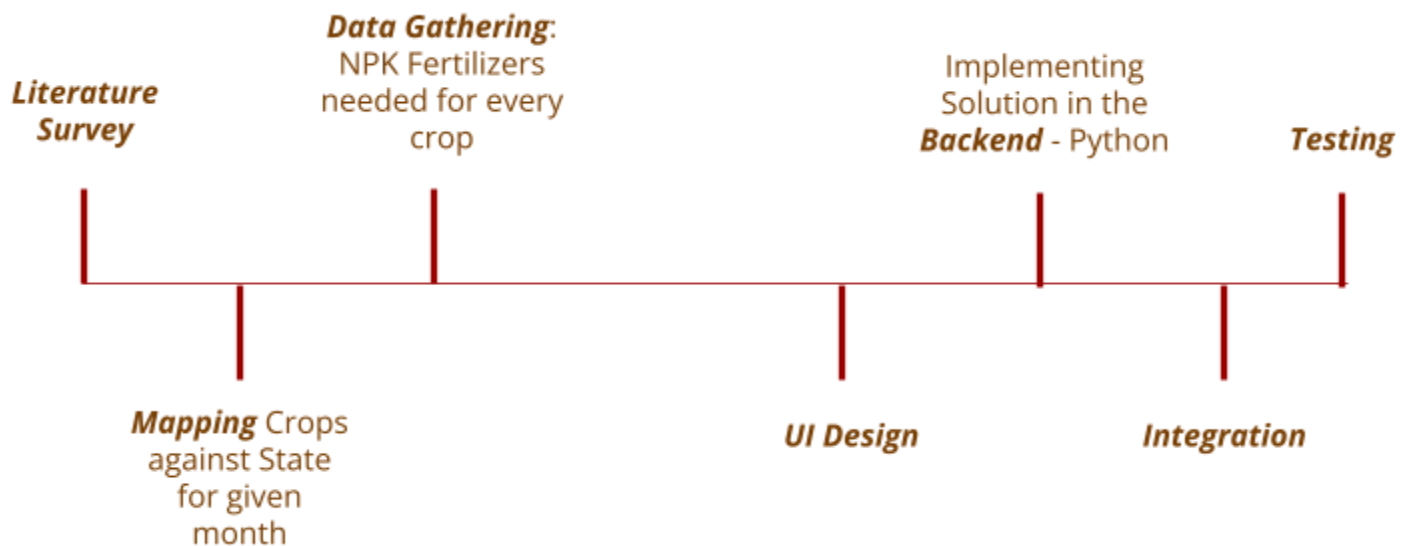 Literature
Survey
Mapping Crops
against State
for given
month
Data Gathering:
NPK Fertilizers
needed for every
crop
UI Design
Implementing
Solution in the
Backend - Python
Integration
Testing